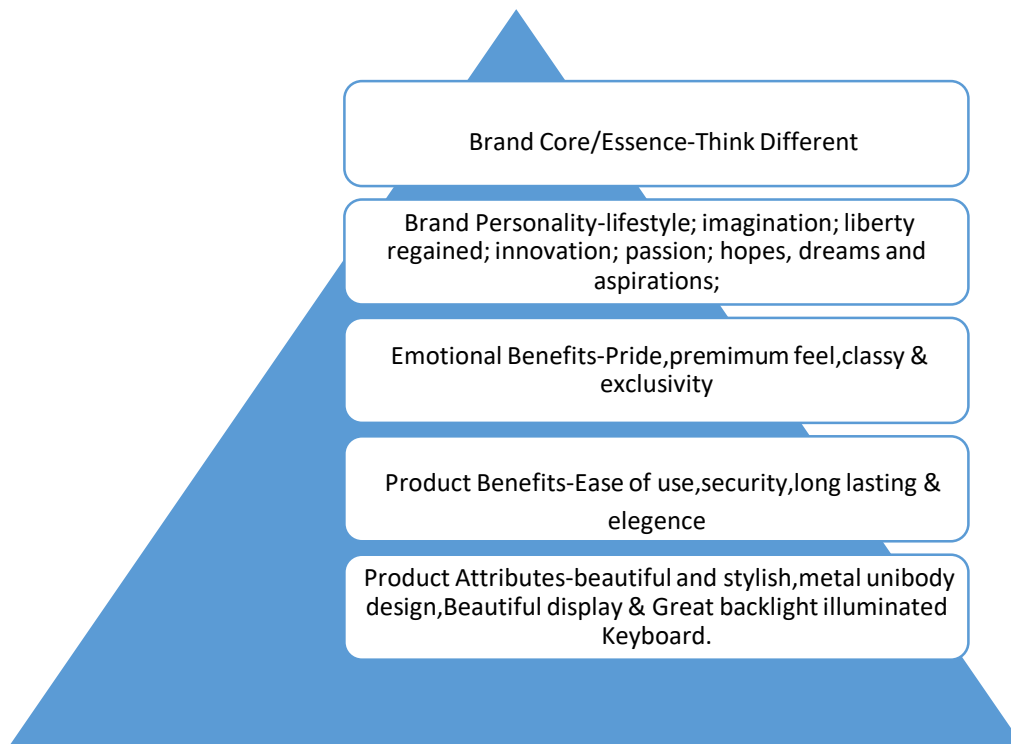 Brand Core/Essence-Think Different
Brand Personality-lifestyle; imagination; liberty
regained; innovation; passion; hopes, dreams and
aspirations;
Emotional Benefits-Pride,premimum feel,classy &
exclusivity
Product Benefits-Ease of use,security,long lasting &
elegence
Product Attributes-beautiful and stylish,metal unibody
design,Beautiful display & Great backlight illuminated
Keyboard.